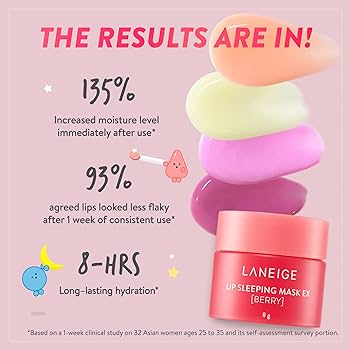 THE RESULTS ARE IN!
135%
Increased moisture level
immediately after use*
93%
agreed lips looked less flaky
after 1 week of consistent use*
8-HRS
Long-lasting hydration*
LANEIGE
LIP SLEEPING MASK EX
[BERRY]
8g
*Based on a 1-week clinical study on 32 Asian women ages 25 to 35 and its self-assessment survey portion.